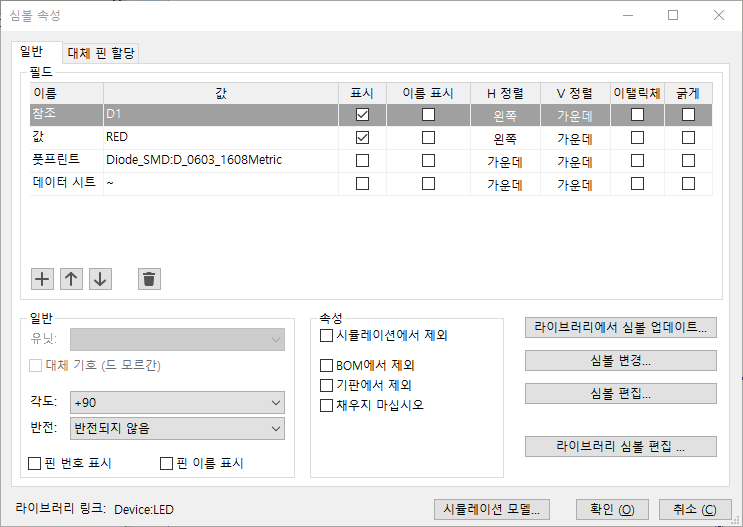 심볼 속성
일반 대체 핀 할당
필드
이름 값 표시 이름 표시 H 정렬 V 정렬 이탤릭체 굵게
참조 D1 왼쪽 가운데
값 RED 왼쪽 가운데
풋프린트 Diode_SMD:D_0603_1608Metric 가운데 가운데
데이터 시트 ~ 가운데 가운데
일반
유닛:
대체 기호 (드 모르간)
각도: +90
반전: 반전되지 않음
핀 번호 표시 핀 이름 표시
속성
시뮬레이션에서 제외
BOM에서 제외
기판에서 제외
채우지 마십시오
라이브러리에서 심볼 업데이트...
심볼 변경...
심볼 편집...
라이브러리 심볼 편집 ...
라이브러리 링크: Device:LED
시뮬레이션 모델... 확인 (O) 취소 (C)